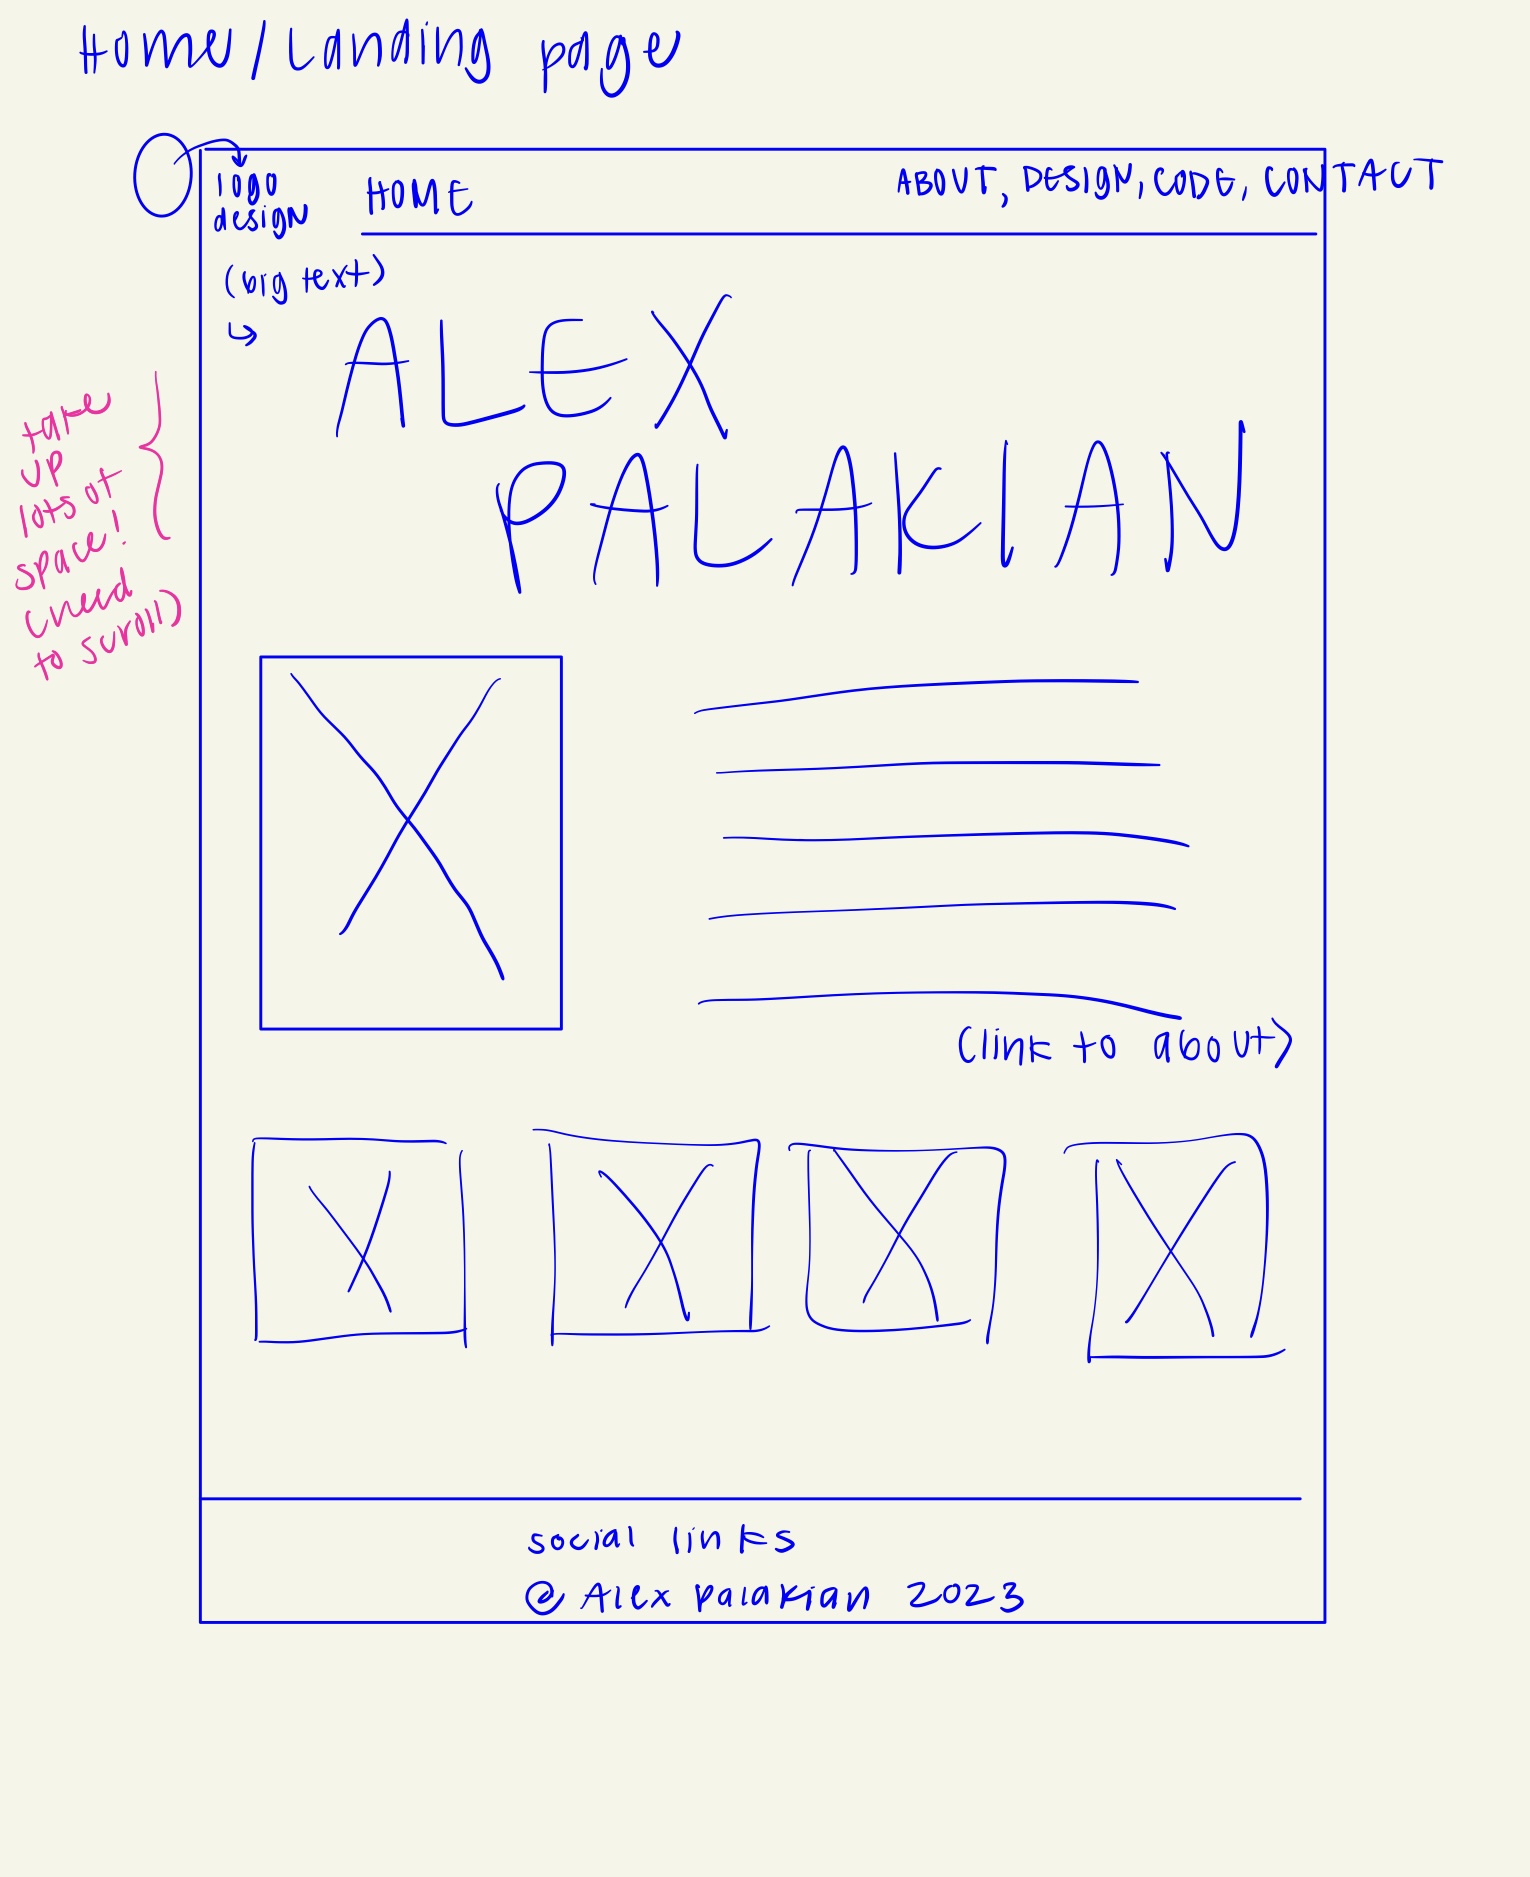 Home/Landing page
logo
design
HOME
ABOUT, DESIGN, CODE, CONTACT
(big text)
ALEX
PALAKIAN
take
up
lots of
space!
(need
to scroll)
(link to about)
social links
@ Alex Palakian 2023